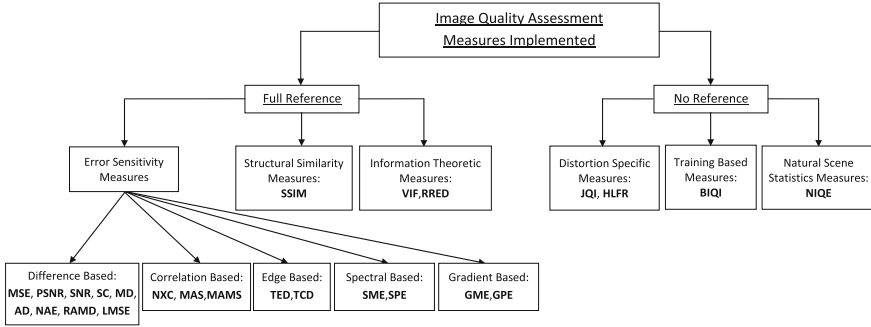 Image Quality Assessment
Measures Implemented
Full Reference
No Reference
Error Sensitivity
Measures
Structural Similarity
Measures:
SSIM
Information Theoretic
Measures:
VIF,RRED
Distortion Specific
Measures:
JQI, HLFR
Training Based
Measures:
BIQI
Natural Scene
Statistics Measures:
NIQE
Difference Based:
MSE, PSNR, SNR, SC, MD,
AD, NAE, RAMD, LMSE
Correlation Based:
NXC, MAS,MAMS
Edge Based:
TED,TCD
Spectral Based:
SME,SPE
Gradient Based:
GME,GPE